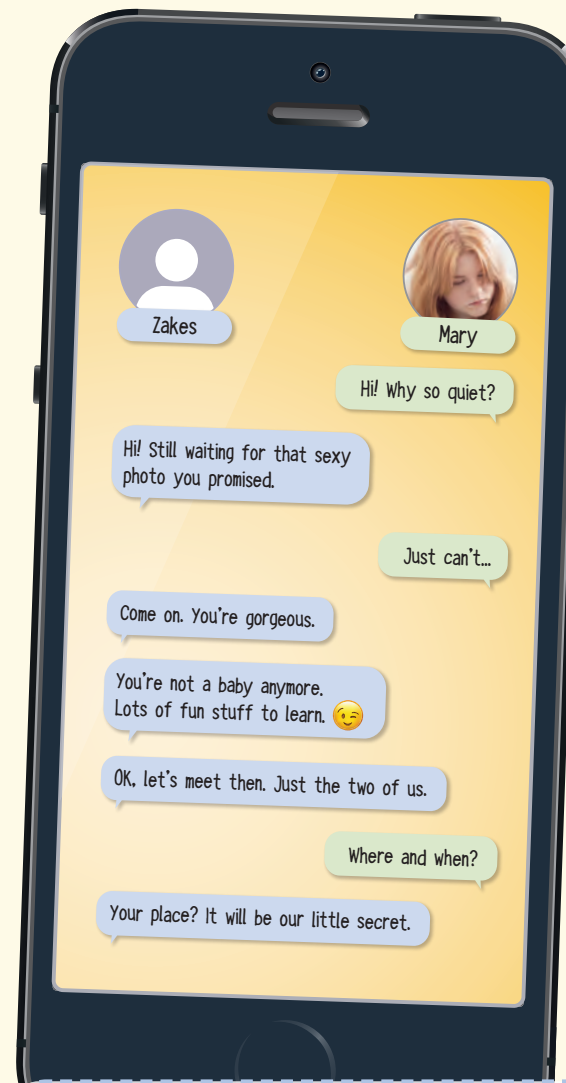 Zakes
Mary
Hi! Why so quiet?
Hi! Still waiting for that sexy
photo you promised.
Just can't...
Come on. You're gorgeous.
You're not a baby anymore.
Lots of fun stuff to learn. 😉
OK, let's meet then. Just the two of us.
Where and when?
Your place? It will be our little secret.